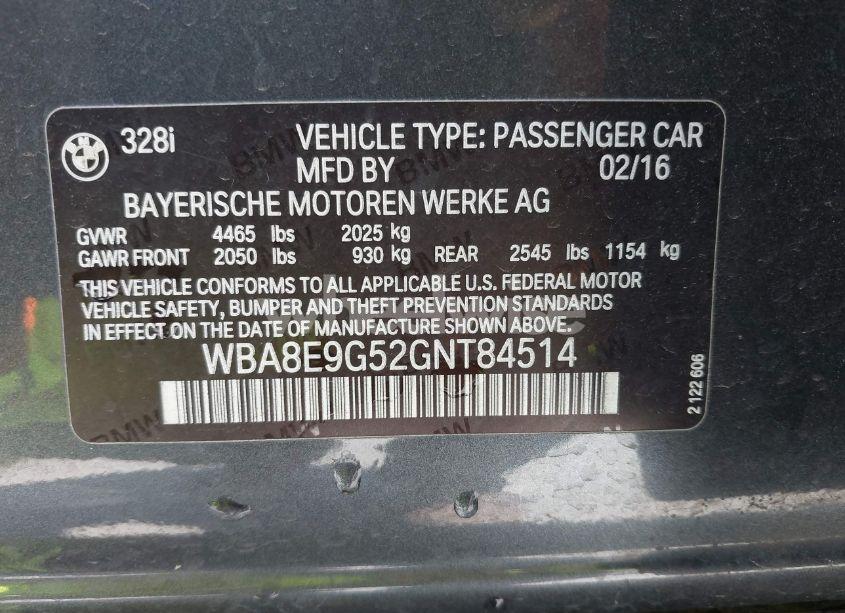 328i VEHICLE TYPE: PASSENGER CAR
MFD BY 02/16
BAYERISCHE MOTOREN WERKE AG
GVWR 4465 lbs 2025 kg
GAWR FRONT 2050 lbs 930 kg REAR 2545 lbs 1154 kg
THIS VEHICLE CONFORMS TO ALL APPLICABLE U.S. FEDERAL MOTOR
VEHICLE SAFETY, BUMPER AND THEFT PREVENTION STANDARDS
IN EFFECT ON THE DATE OF MANUFACTURE SHOWN ABOVE.
WBA8E9G52GNT84514
2 122 606